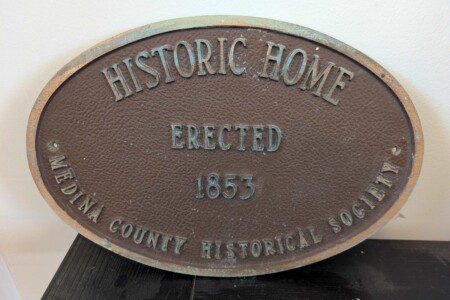 HISTORIC HOME
ERECTED
1853
MEDINA COUNTY HISTORICAL SOCIETY